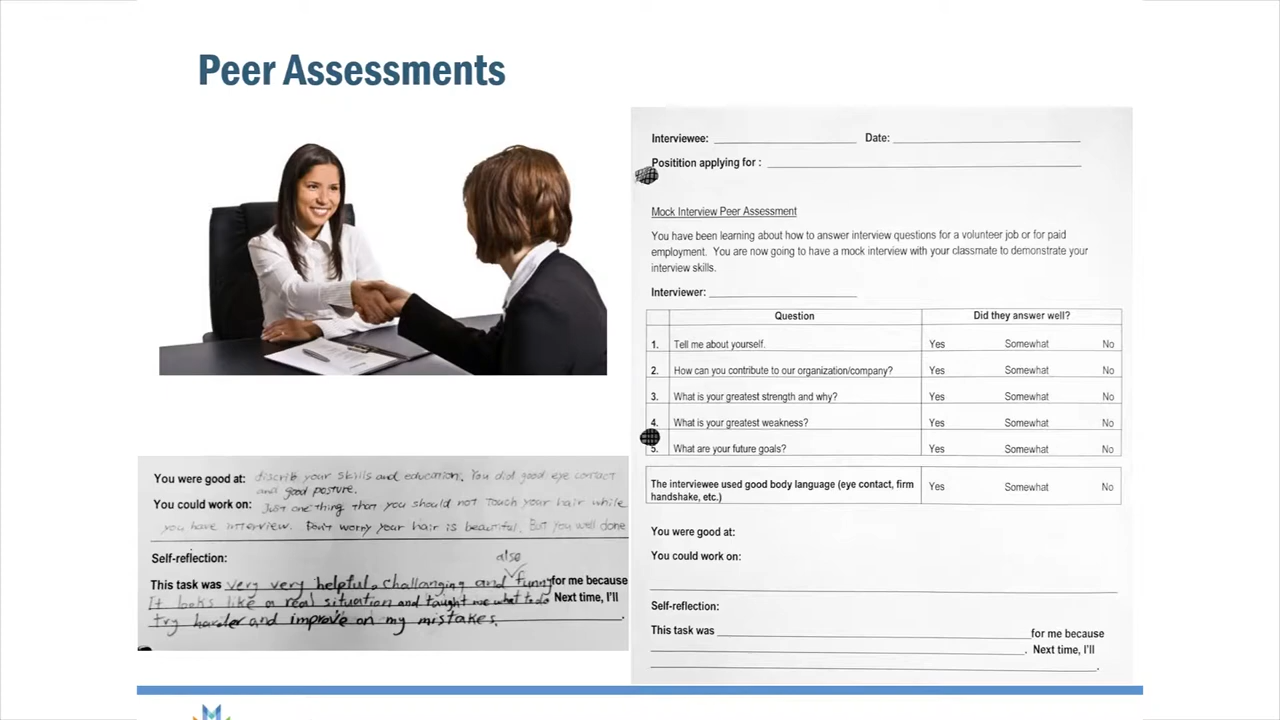 Peer Assessments
Interviewee: Date:
Positition applying for :
Mock Interview Peer Assessment
You have been learning about how to answer interview questions for a volunteer job or for paid
employment. You are now going to have a mock interview with your classmate to demonstrate your
interview skills.
Interviewer:
Question Did they answer well?
1. Tell me about yourself. Yes Somewhat No
2. How can you contribute to our organization/company? Yes Somewhat No
3. What is your greatest strength and why? Yes Somewhat No
4. What is your greatest weakness? Yes Somewhat No
5. What are your future goals? Yes Somewhat No
The interviewee used good body language (eye contact, firm
handshake, etc.) Yes Somewhat No
You were good at:
You could work on:
Self-reflection:
This task was for me because
. Next time, I'll
.
You were good at: discrib your skills and education. You did good eye contact
and good posture.
You could work on: Just one thing that you should not touch your hair while
you have interview. Don't worry your hair is beautiful. But you well done
Self-reflection:
also
This task was very very helpful, challanging and funny for me because
It looks like a real situation and taught me what to do. Next time, I'll
try harder and improve on my mistakes.